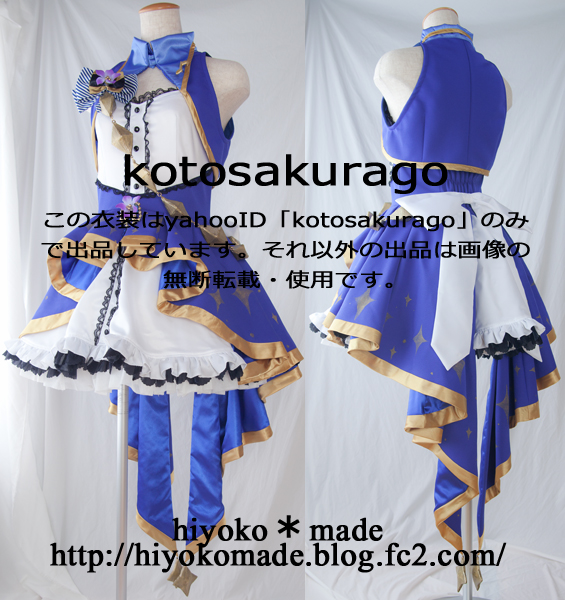 kotosakurago
この衣装はyahooID「kotosakurago」のみ
で出品しています。それ以外の出品は画像の
無断転載・使用です。
hiyoko＊made
http://hiyokomade.blog.fc2.com/